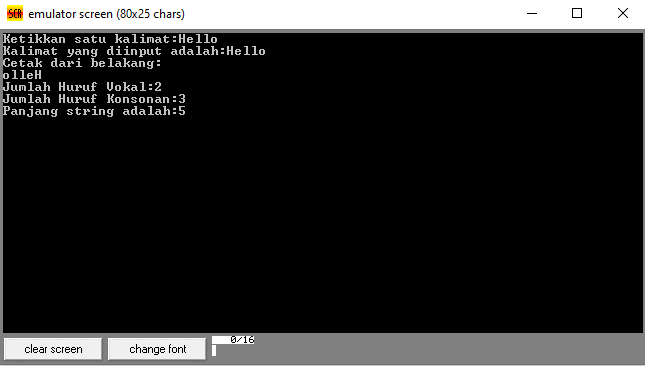 SCR emulator screen (80x25 chars)
Ketikkan satu kalimat:Hello
Kalimat yang diinput adalah:Hello
Cetak dari belakang:
olleH
Jumlah Huruf Vokal:2
Jumlah Huruf Konsonan:3
Panjang string adalah:5
clear screen change font 0/16